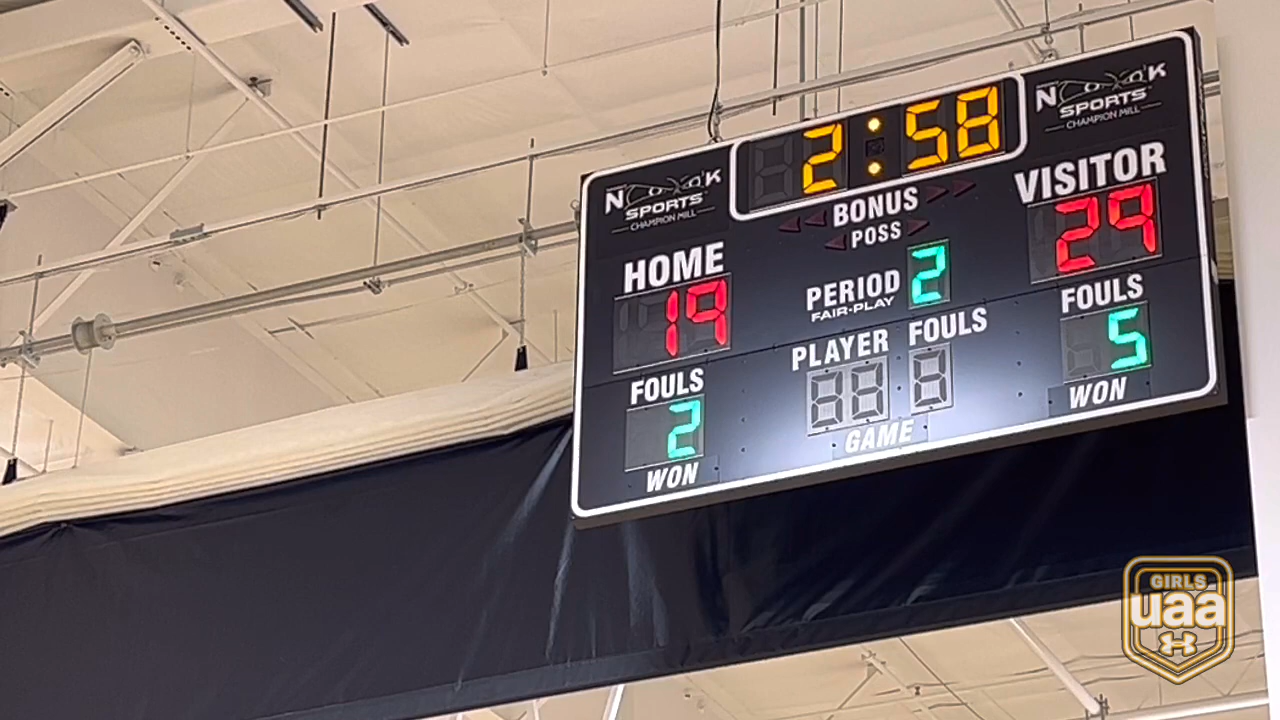 2:58
NOOK
SPORTS
CHAMPION MILL
NOOK
SPORTS
CHAMPION MILL
BONUS
POSS
HOME
VISITOR
19
29
PERIOD 2
FAIR-PLAY
FOULS
PLAYER FOULS
FOULS
2
5
WON
GAME
WON
GIRLS
uaa